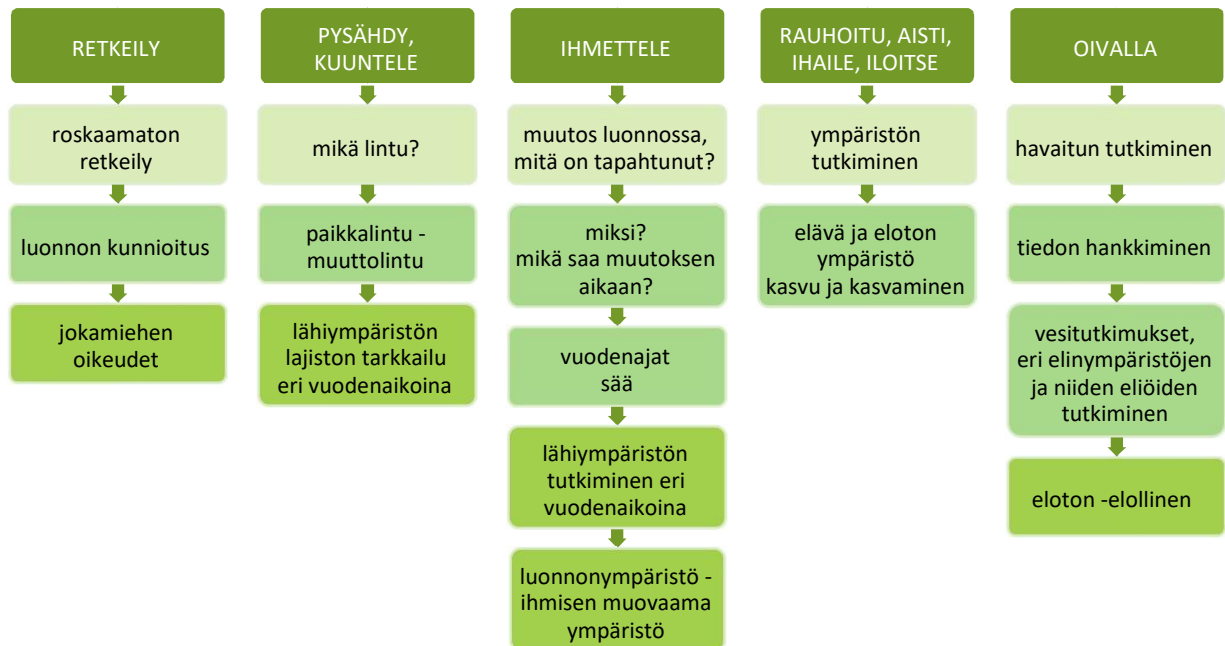 RETKEILY
roskaamaton
retkeily
luonnon kunnioitus
jokamiehen
oikeudet
PYSÄHDY,
KUUNTELE
mikä lintu?
paikkalintu -
muuttolintu
lähiympäristön
lajiston tarkkailu
eri vuodenaikoina
IHMETTELE
muutos luonnossa,
mitä on tapahtunut?
miksi?
mikä saa muutoksen
aikaan?
vuodenajat
sää
lähiympäristön
tutkiminen eri
vuodenaikoina
luonnonympäristö -
ihmisen muovaama
ympäristö
RAUHOITU, AISTI,
IHAILE, ILOITSE
ympäristön
tutkiminen
elävä ja eloton
ympäristö
kasvu ja kasvaminen
OIVALLA
havaitun tutkiminen
tiedon hankkiminen
vesitutkimukset,
eri elinympäristöjen
ja niiden eliöiden
tutkiminen
eloton -elollinen